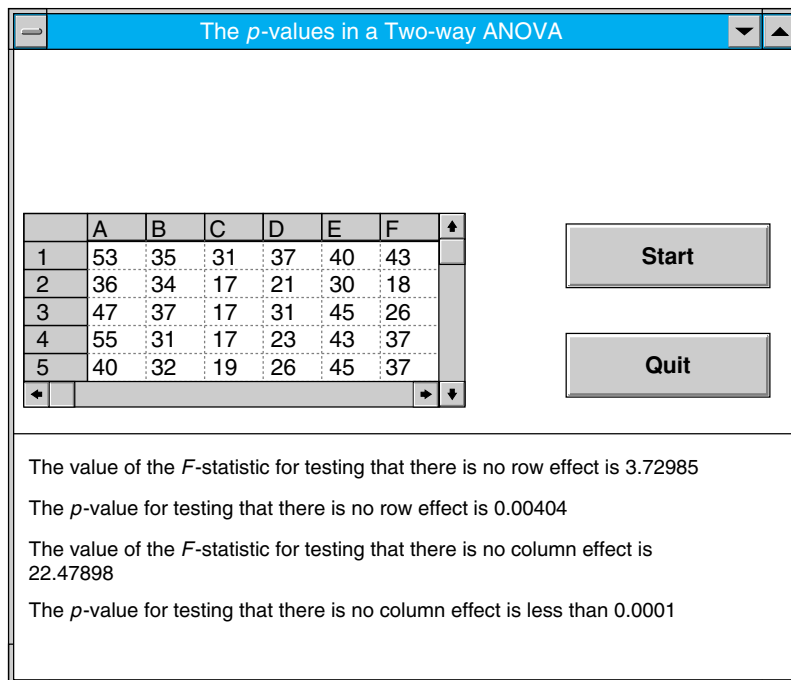 The p-values in a Two-way ANOVA
A B C D E F
1 53 35 31 37 40 43
2 36 34 17 21 30 18
3 47 37 17 31 45 26
4 55 31 17 23 43 37
5 40 32 19 26 45 37
Start
Quit
The value of the F-statistic for testing that there is no row effect is 3.72985
The p-value for testing that there is no row effect is 0.00404
The value of the F-statistic for testing that there is no column effect is
22.47898
The p-value for testing that there is no column effect is less than 0.0001